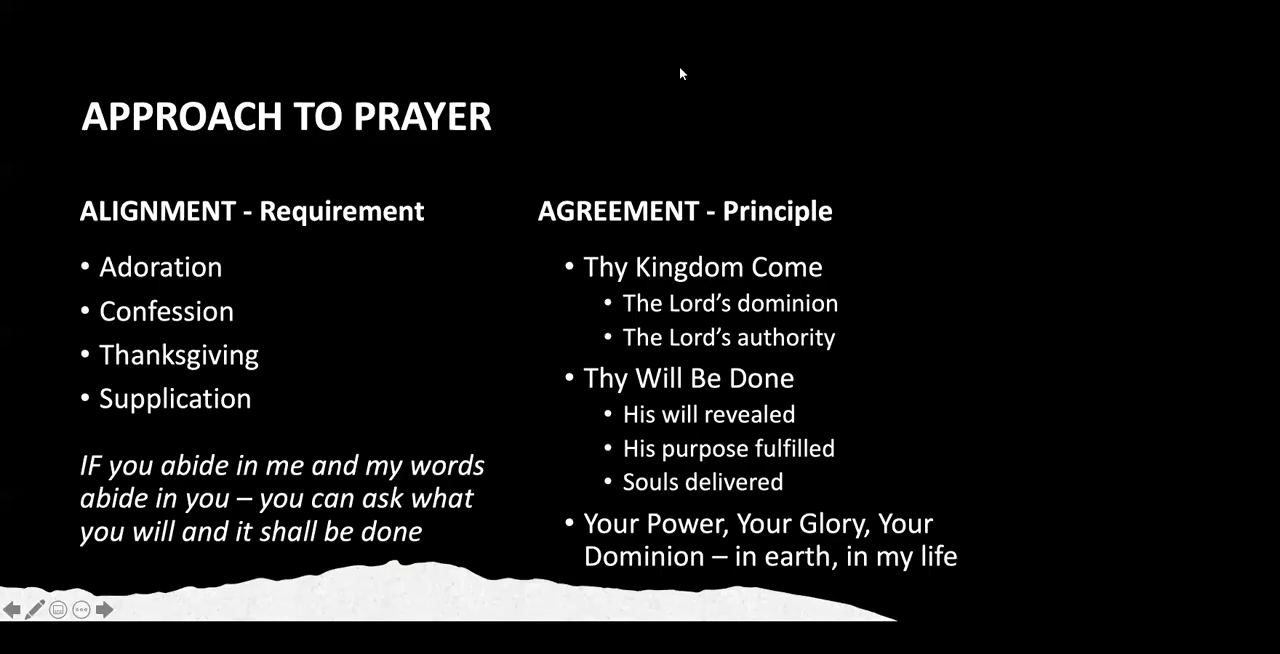 APPROACH TO PRAYER
ALIGNMENT - Requirement
• Adoration
• Confession
• Thanksgiving
• Supplication
IF you abide in me and my words
abide in you – you can ask what
you will and it shall be done
AGREEMENT - Principle
• Thy Kingdom Come
• The Lord’s dominion
• The Lord’s authority
• Thy Will Be Done
• His will revealed
• His purpose fulfilled
• Souls delivered
• Your Power, Your Glory, Your
Dominion – in earth, in my life